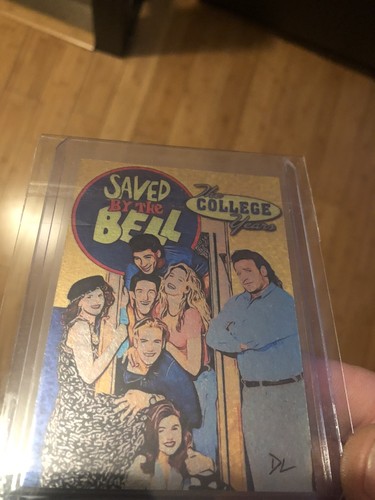 SAVED
BY THE
BELL
The
COLLEGE
Years
DL